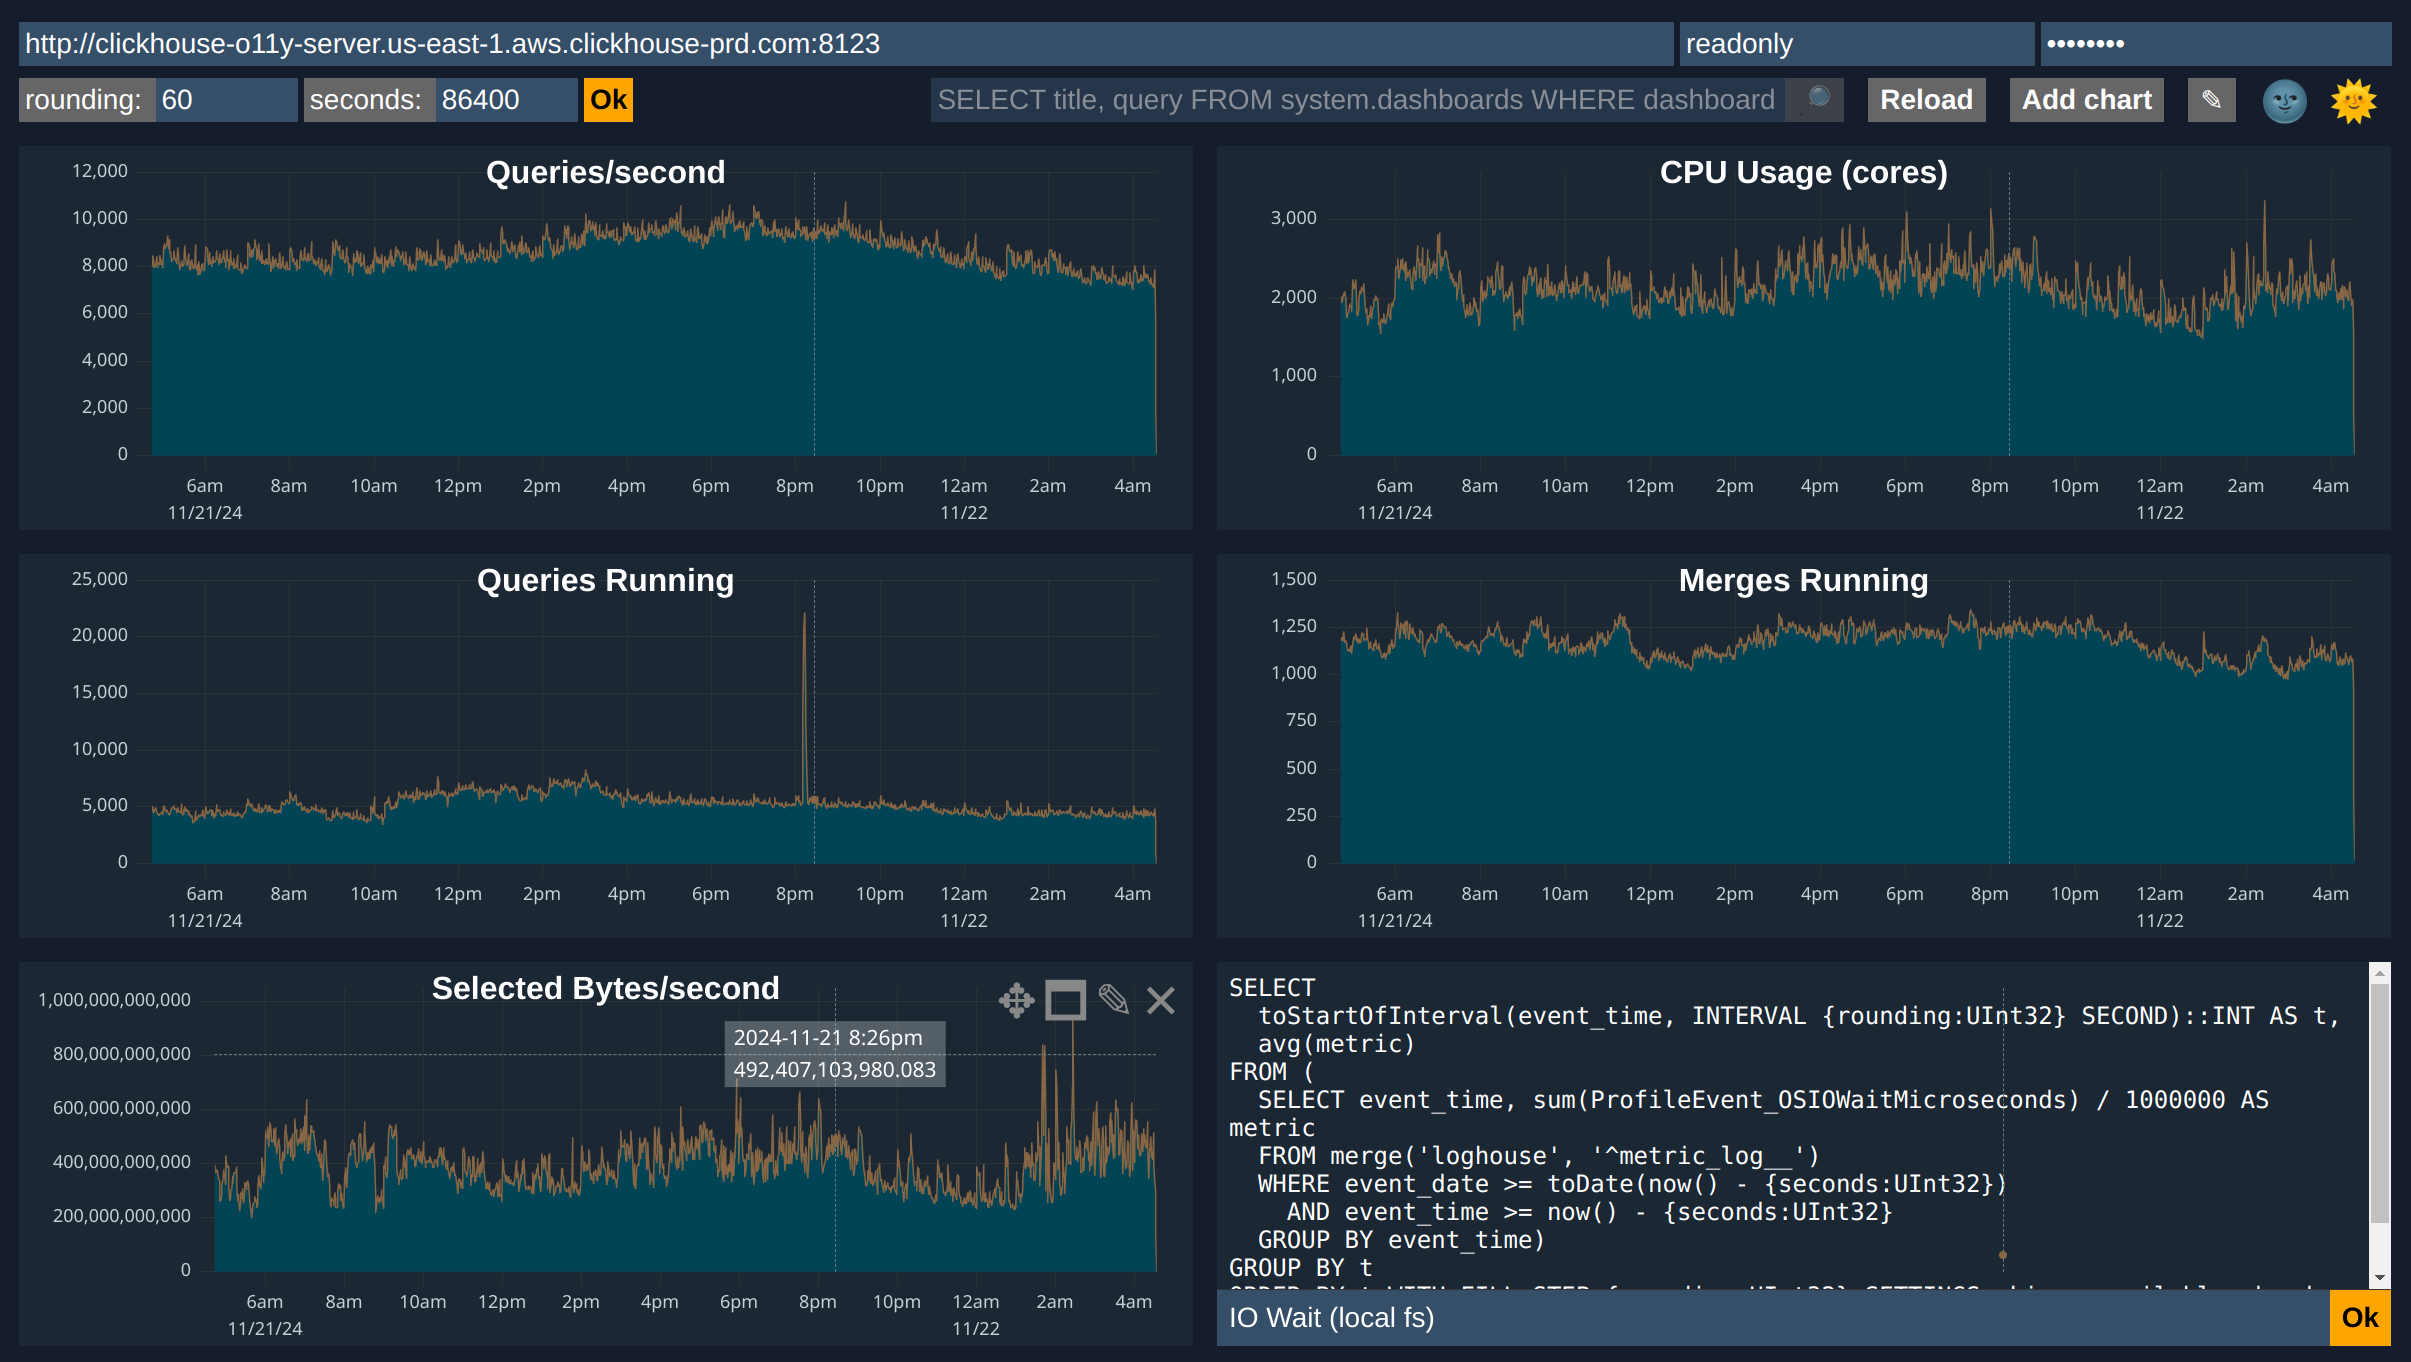 http://clickhouse-o11y-server.us-east-1.aws.clickhouse-prd.com:8123 readonly ••••••••
rounding: 60 seconds: 86400 Ok SELECT title, query FROM system.dashboards WHERE dashboard Reload Add chart
Queries/second
12,000
10,000
8,000
6,000
4,000
2,000
0
6am 8am 10am 12pm 2pm 4pm 6pm 8pm 10pm 12am 2am 4am
11/21/24 11/22
CPU Usage (cores)
3,000
2,000
1,000
0
6am 8am 10am 12pm 2pm 4pm 6pm 8pm 10pm 12am 2am 4am
11/21/24 11/22
Queries Running
25,000
20,000
15,000
10,000
5,000
0
6am 8am 10am 12pm 2pm 4pm 6pm 8pm 10pm 12am 2am 4am
11/21/24 11/22
Merges Running
1,500
1,250
1,000
750
500
250
0
6am 8am 10am 12pm 2pm 4pm 6pm 8pm 10pm 12am 2am 4am
11/21/24 11/22
Selected Bytes/second
1,000,000,000,000
800,000,000,000
600,000,000,000
400,000,000,000
200,000,000,000
0
2024-11-21 8:26pm
492,407,103,980.083
6am 8am 10am 12pm 2pm 4pm 6pm 8pm 10pm 12am 2am 4am
11/21/24 11/22
SELECT
toStartOfInterval(event_time, INTERVAL {rounding:UInt32} SECOND)::INT AS t,
avg(metric)
FROM (
SELECT event_time, sum(ProfileEvent_OSIOWaitMicroseconds) / 1000000 AS
metric
FROM merge('loghouse', '^metric_log__')
WHERE event_date >= toDate(now() - {seconds:UInt32})
AND event_time >= now() - {seconds:UInt32}
GROUP BY event_time)
GROUP BY t
IO Wait (local fs) Ok